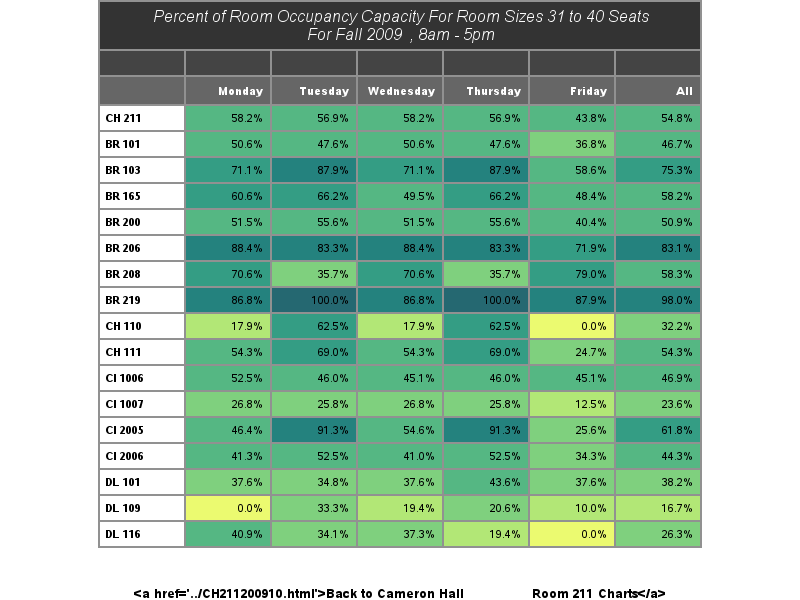 Percent of Room Occupancy Capacity For Room Sizes 31 to 40 Seats
For Fall 2009 , 8am - 5pm
Monday Tuesday Wednesday Thursday Friday All
CH 211 58.2% 56.9% 58.2% 56.9% 43.8% 54.8%
BR 101 50.6% 47.6% 50.6% 47.6% 36.8% 46.7%
BR 103 71.1% 87.9% 71.1% 87.9% 58.6% 75.3%
BR 165 60.6% 66.2% 49.5% 66.2% 48.4% 58.2%
BR 200 51.5% 55.6% 51.5% 55.6% 40.4% 50.9%
BR 206 88.4% 83.3% 88.4% 83.3% 71.9% 83.1%
BR 208 70.6% 35.7% 70.6% 35.7% 79.0% 58.3%
BR 219 86.8% 100.0% 86.8% 100.0% 87.9% 98.0%
CH 110 17.9% 62.5% 17.9% 62.5% 0.0% 32.2%
CH 111 54.3% 69.0% 54.3% 69.0% 24.7% 54.3%
CI 1006 52.5% 46.0% 45.1% 46.0% 45.1% 46.9%
CI 1007 26.8% 25.8% 26.8% 25.8% 12.5% 23.6%
CI 2005 46.4% 91.3% 54.6% 91.3% 25.6% 61.8%
CI 2006 41.3% 52.5% 41.0% 52.5% 34.3% 44.3%
DL 101 37.6% 34.8% 37.6% 43.6% 37.6% 38.2%
DL 109 0.0% 33.3% 19.4% 20.6% 10.0% 16.7%
DL 116 40.9% 34.1% 37.3% 19.4% 0.0% 26.3%
<a href='../CH211200910.html'>Back to Cameron Hall Room 211 Charts</a>